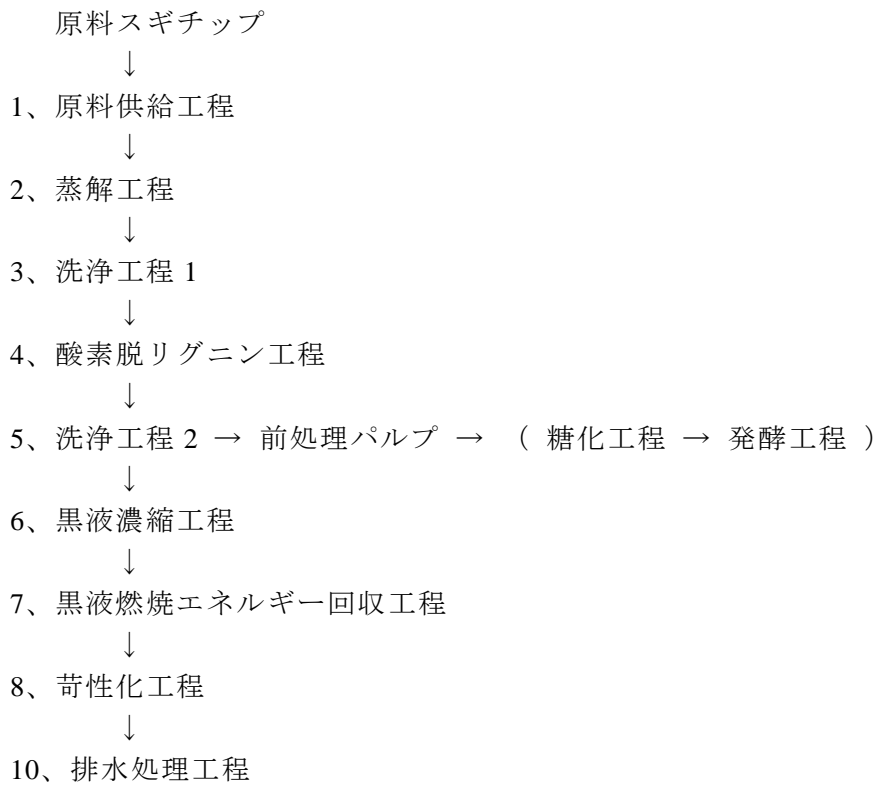 原料スギチップ
↓
1、原料供給工程
↓
2、蒸解工程
↓
3、洗浄工程 1
↓
4、酸素脱リグニン工程
↓
5、洗浄工程 2 → 前処理パルプ → （ 糖化工程 → 発酵工程 ）
↓
6、黒液濃縮工程
↓
7、黒液燃焼エネルギー回収工程
↓
8、苛性化工程
↓
10、排水処理工程